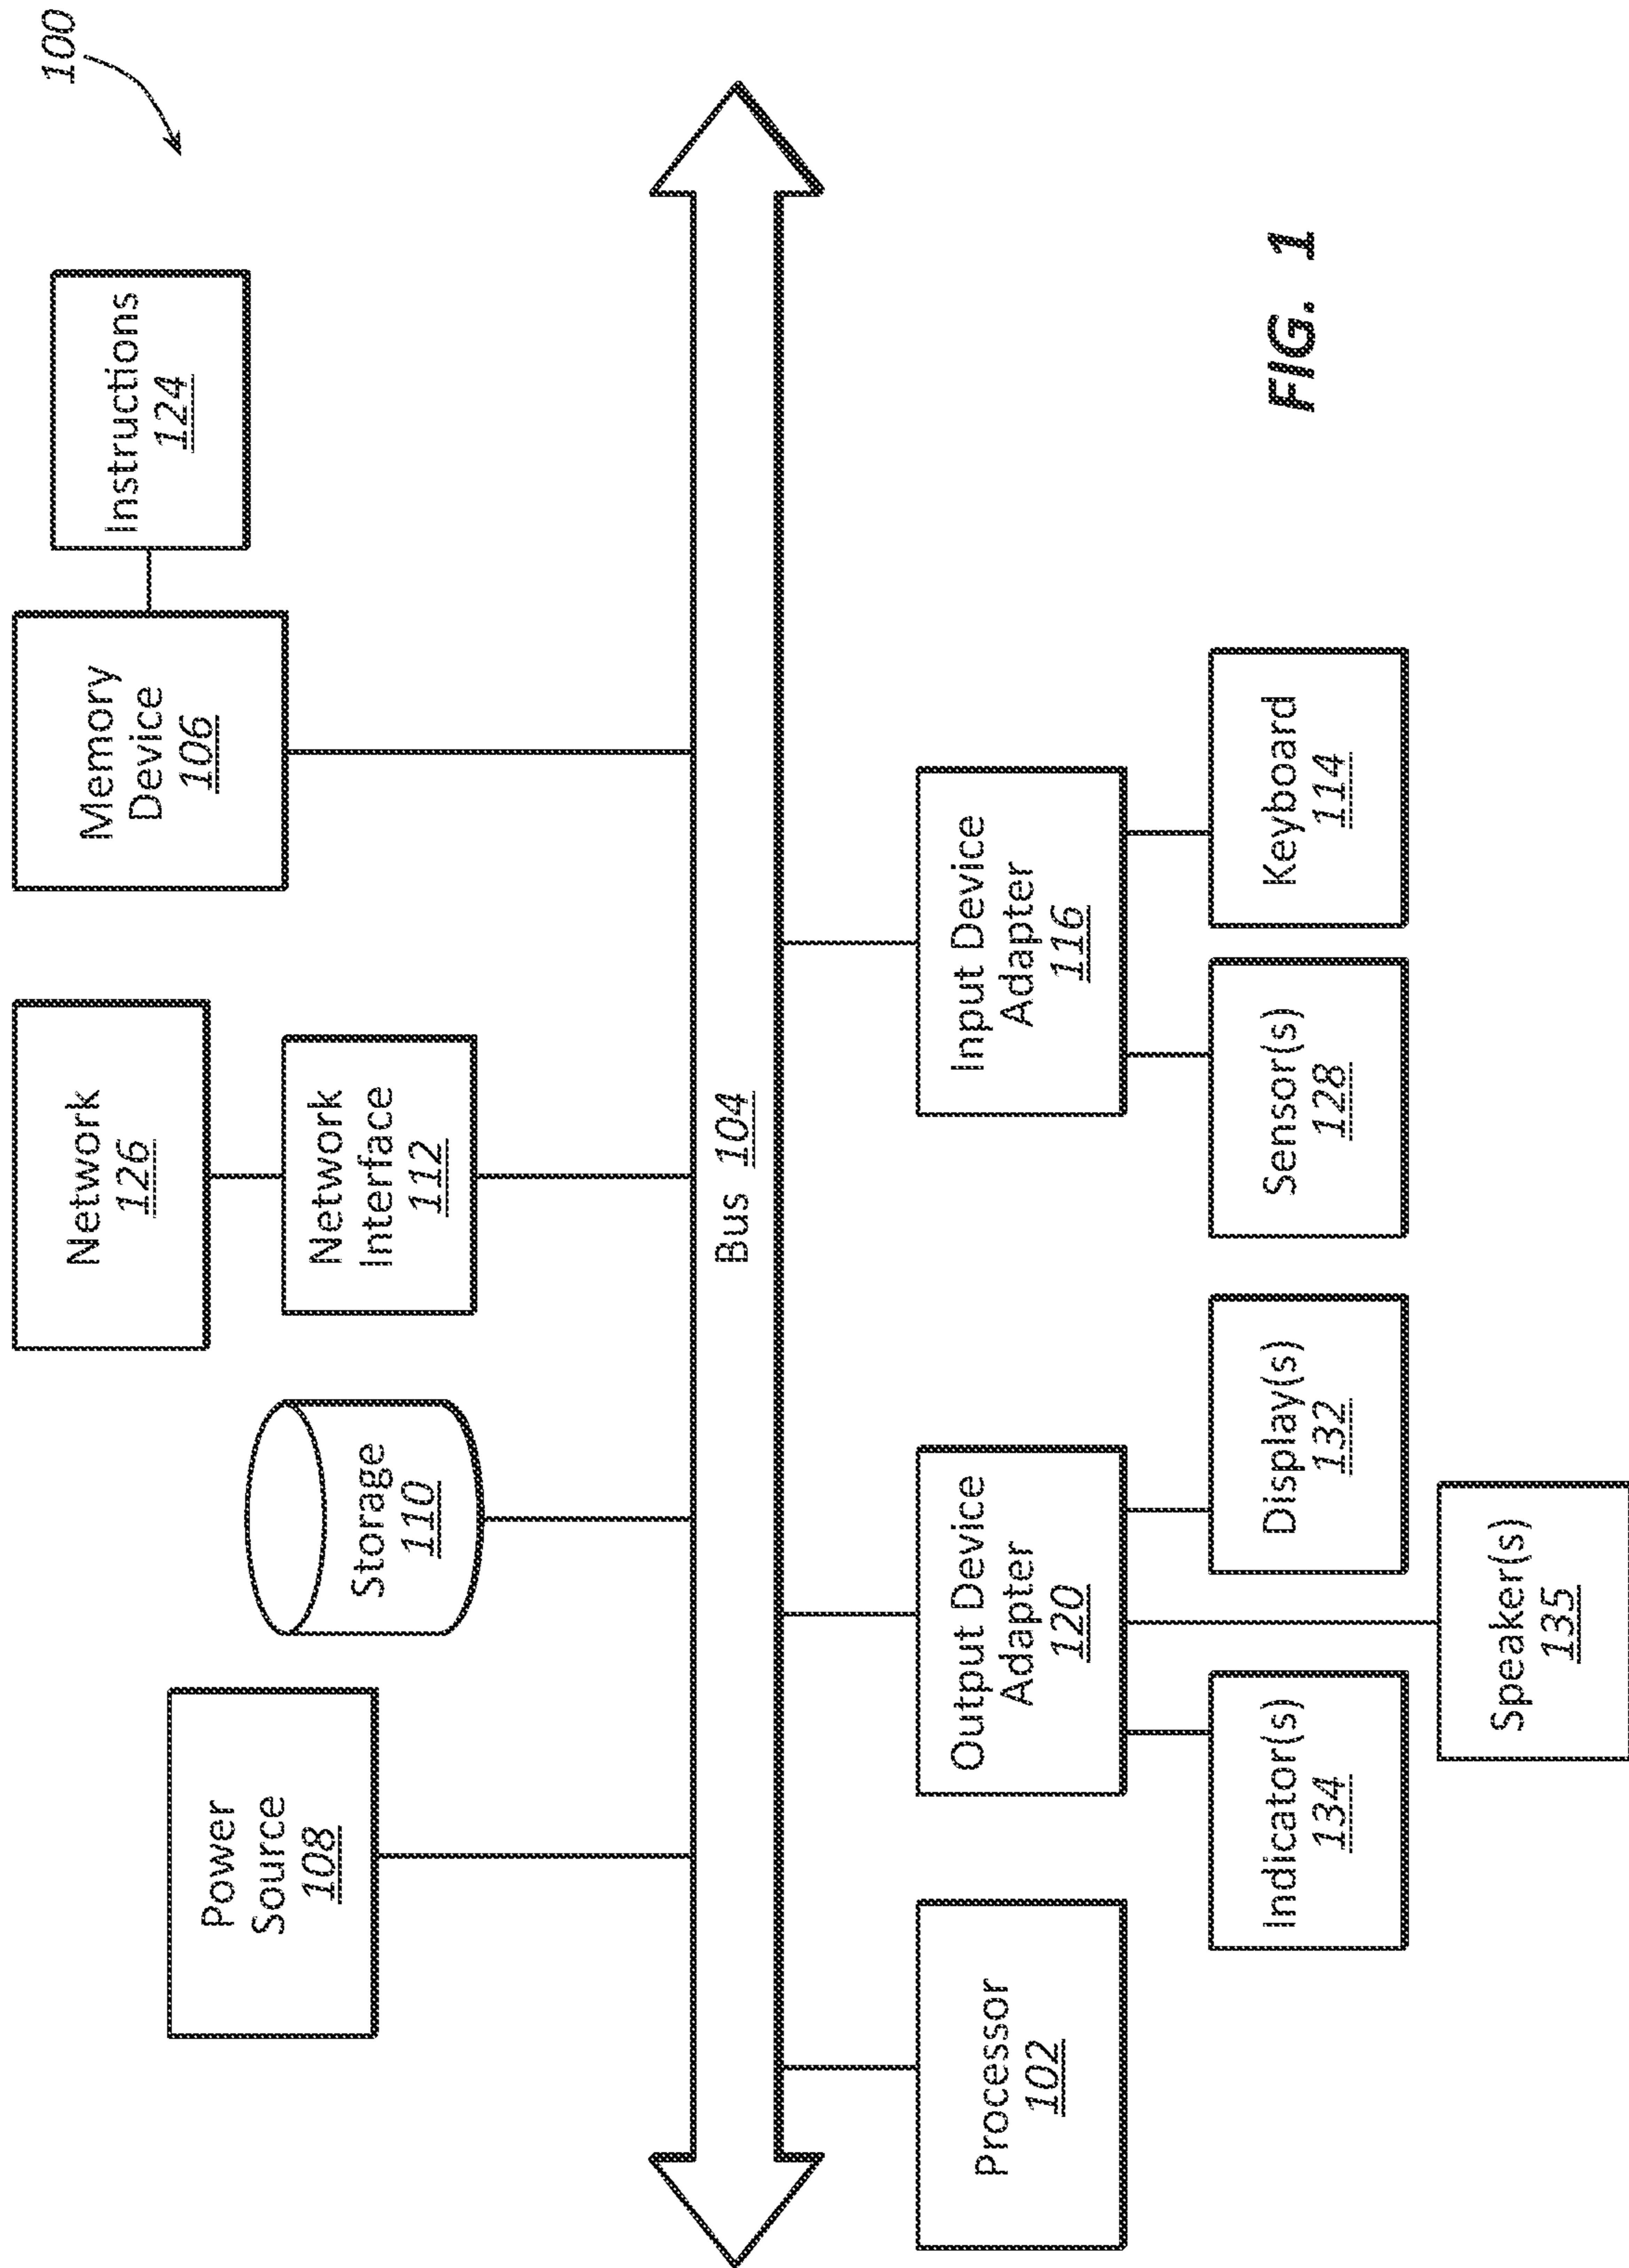 100
Power
Source
108
Storage
110
Network
126
Network
Interface
112
Memory
Device
106
Instructions
124
Bus 104
Processor
102
Output Device
Adapter
120
Input Device
Adapter
116
Indicator(s)
134
Display(s)
132
Sensor(s)
128
Keyboard
114
Speaker(s)
135
FIG. 1